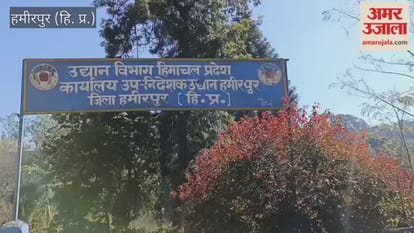 हमीरपुर (हि. प्र.)
अमर उजाला
amarujala.com
उद्यान विभाग हिमाचल प्रदेश
कार्यालय उप-निदेशक उद्यान हमीरपुर
जिला हमीरपुर (हि.प्र.)